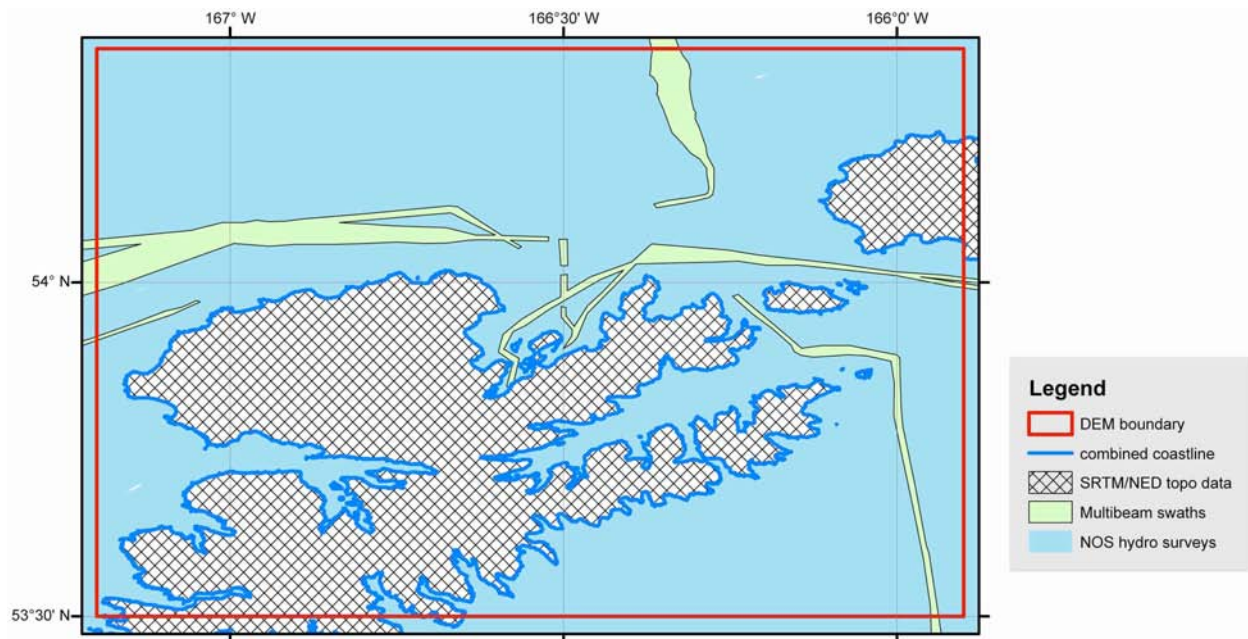 167° W
166°30' W
166°0' W
54° N
53°30' N
Legend
DEM boundary
combined coastline
SRTM/NED topo data
Multibeam swaths
NOS hydro surveys